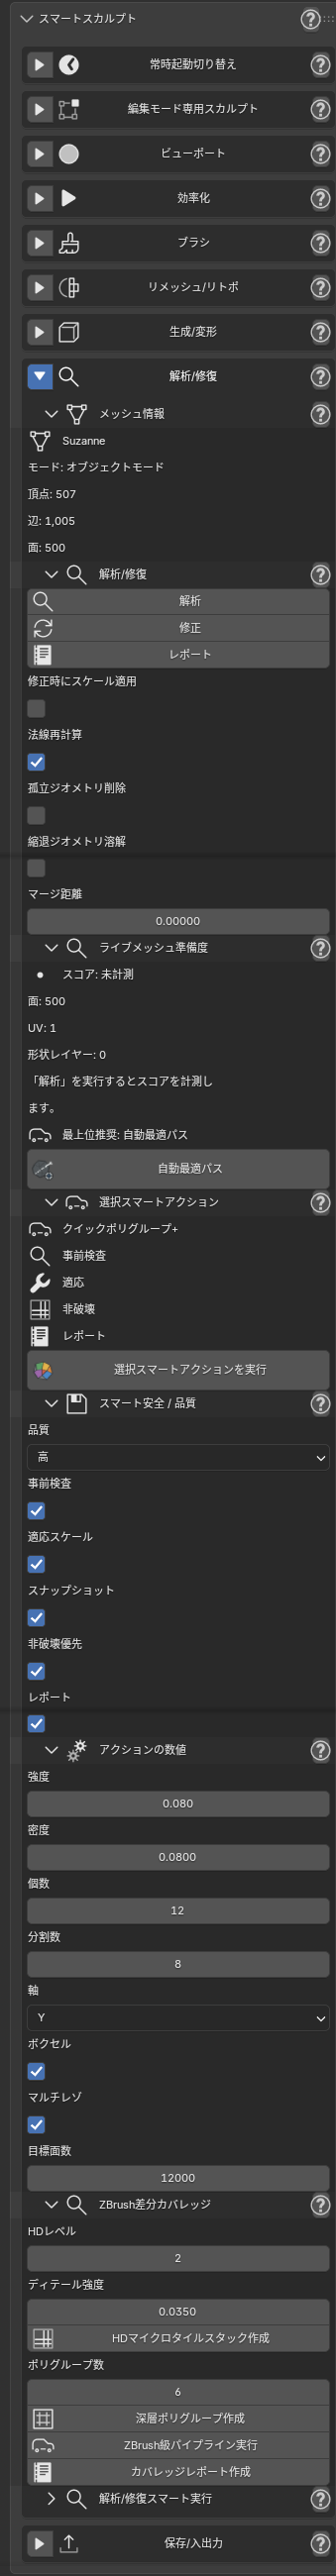 スマートスカルプト
常時起動切り替え
編集モード専用スカルプト
ビューポート
効率化
ブラシ
リメッシュ/リトポ
生成/変形
解析/修復
メッシュ情報
Suzanne
モード: オブジェクトモード
頂点: 507
辺: 1,005
面: 500
解析/修復
解析
修正
レポート
修正時にスケール適用
法線再計算
孤立ジオメトリ削除
縮退ジオメトリ溶解
マージ距離
0.00000
ライブメッシュ準備度
スコア: 未計測
面: 500
UV: 1
形状レイヤー: 0
「解析」を実行するとスコアを計測し
ます。
最上位推奨: 自動最適パス
自動最適パス
選択スマートアクション
クイックポリグループ+
事前検査
適応
非破壊
レポート
選択スマートアクションを実行
スマート安全 / 品質
品質
高
事前検査
適応スケール
スナップショット
非破壊優先
レポート
アクションの数値
強度
0.080
密度
0.0800
個数
12
分割数
8
軸
Y
ボクセル
マルチレゾ
目標面数
12000
ZBrush差分カバレッジ
HDレベル
2
ディテール強度
0.0350
HDマイクロタイルスタック作成
ポリグループ数
6
深層ポリグループ作成
ZBrush級パイプライン実行
カバレッジレポート作成
解析/修復スマート実行
保存/入出力